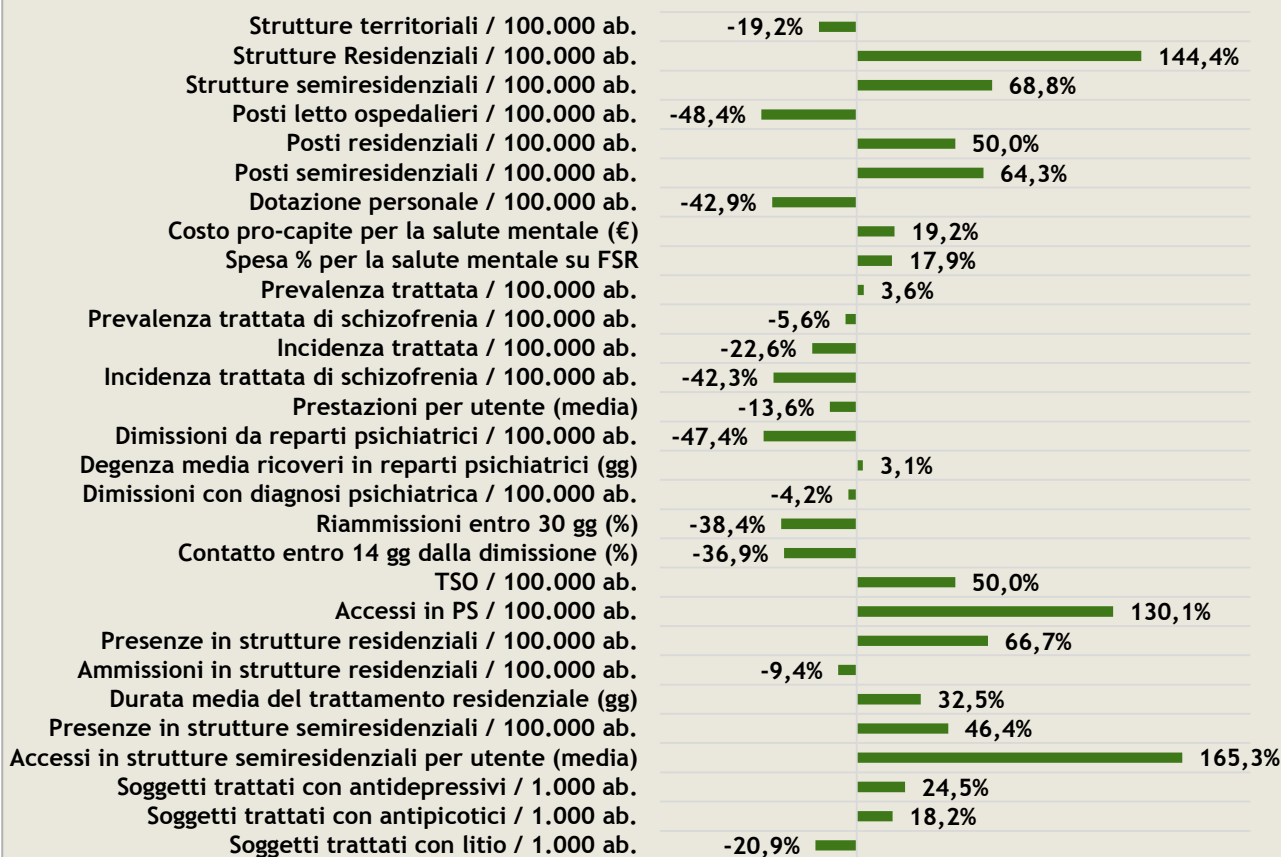 Strutture territoriali / 100.000 ab. -19,2%
Strutture Residenziali / 100.000 ab. 144,4%
Strutture semiresidenziali / 100.000 ab. 68,8%
Posti letto ospedalieri / 100.000 ab. -48,4%
Posti residenziali / 100.000 ab. 50,0%
Posti semiresidenziali / 100.000 ab. 64,3%
Dotazione personale / 100.000 ab. -42,9%
Costo pro-capite per la salute mentale (€) 19,2%
Spesa % per la salute mentale su FSR 17,9%
Prevalenza trattata / 100.000 ab. 3,6%
Prevalenza trattata di schizofrenia / 100.000 ab. -5,6%
Incidenza trattata / 100.000 ab. -22,6%
Incidenza trattata di schizofrenia / 100.000 ab. -42,3%
Prestazioni per utente (media) -13,6%
Dimissioni da reparti psichiatrici / 100.000 ab. -47,4%
Degenza media ricoveri in reparti psichiatrici (gg) 3,1%
Dimissioni con diagnosi psichiatrica / 100.000 ab. -4,2%
Riammissioni entro 30 gg (%) -38,4%
Contatto entro 14 gg dalla dimissione (%) -36,9%
TSO / 100.000 ab. 50,0%
Accessi in PS / 100.000 ab. 130,1%
Presenze in strutture residenziali / 100.000 ab. 66,7%
Ammissioni in strutture residenziali / 100.000 ab. -9,4%
Durata media del trattamento residenziale (gg) 32,5%
Presenze in strutture semiresidenziali / 100.000 ab. 46,4%
Accessi in strutture semiresidenziali per utente (media) 165,3%
Soggetti trattati con antidepressivi / 1.000 ab. 24,5%
Soggetti trattati con antipicotici / 1.000 ab. 18,2%
Soggetti trattati con litio / 1.000 ab. -20,9%